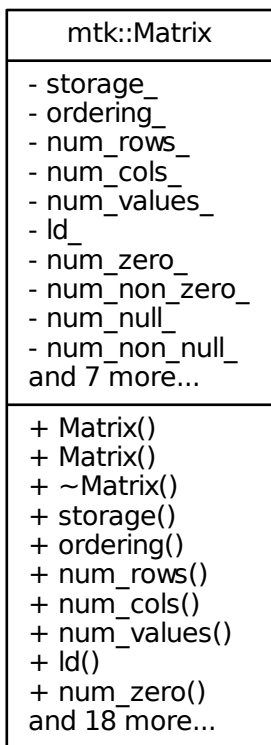 mtk::Matrix
- storage_
- ordering_
- num_rows_
- num_cols_
- num_values_
- ld_
- num_zero_
- num_non_zero_
- num_null_
- num_non_null_
and 7 more...
+ Matrix()
+ Matrix()
+ ~Matrix()
+ storage()
+ ordering()
+ num_rows()
+ num_cols()
+ num_values()
+ ld()
+ num_zero()
and 18 more...